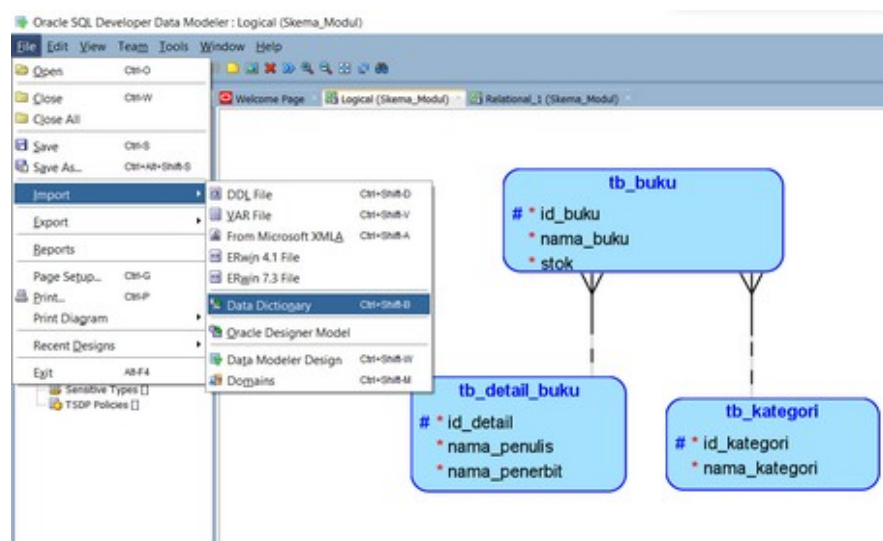 Oracle SQL Developer Data Modeler : Logical (Skema_Modul)
File Edit View Team Tools Window Help
Open Ctrl-O
Close Ctrl-W
Close All
Save Ctrl-S
Save As... Ctrl+Alt+Shift-S
Import
Export
Reports
Page Setup... Ctrl-G
Print... Ctrl-P
Print Diagram
Recent Designs
Exit Alt-F4
Sensitive Types []
TSDP Policies []
DDL File Ctrl+Shift-D
VAR File Ctrl+Shift-V
From Microsoft XMLA Ctrl+Shift-A
ERwin 4.1 File
ERwin 7.3 File
Data Dictionary Ctrl+Shift-B
Oracle Designer Model
Data Modeler Design Ctrl+Shift-W
Domains Ctrl+Shift-M
Welcome Page Logical (Skema_Modul) Relational_1 (Skema_Modul)
tb_buku
# * id_buku
* nama_buku
* stok
tb_detail_buku
# * id_detail
* nama_penulis
* nama_penerbit
tb_kategori
# * id_kategori
* nama_kategori